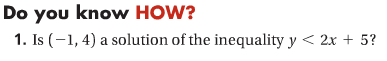 Do you know HOW?
1. Is (−1, 4) a solution of the inequality y < 2x + 5?